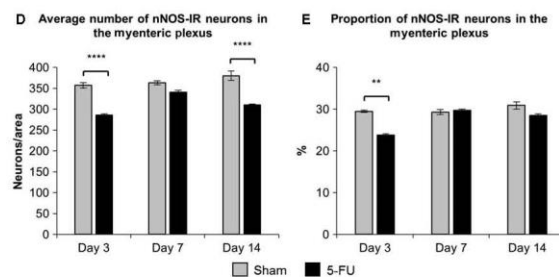 D Average number of nNOS-IR neurons in
the myenteric plexus
****
****
Neurons/area
400
350
300
250
200
150
100
50
0
Day 3 Day 7 Day 14
E Proportion of nNOS-IR neurons in the
myenteric plexus
**
%
40
30
20
10
0
Day 3 Day 7 Day 14
Sham 5-FU